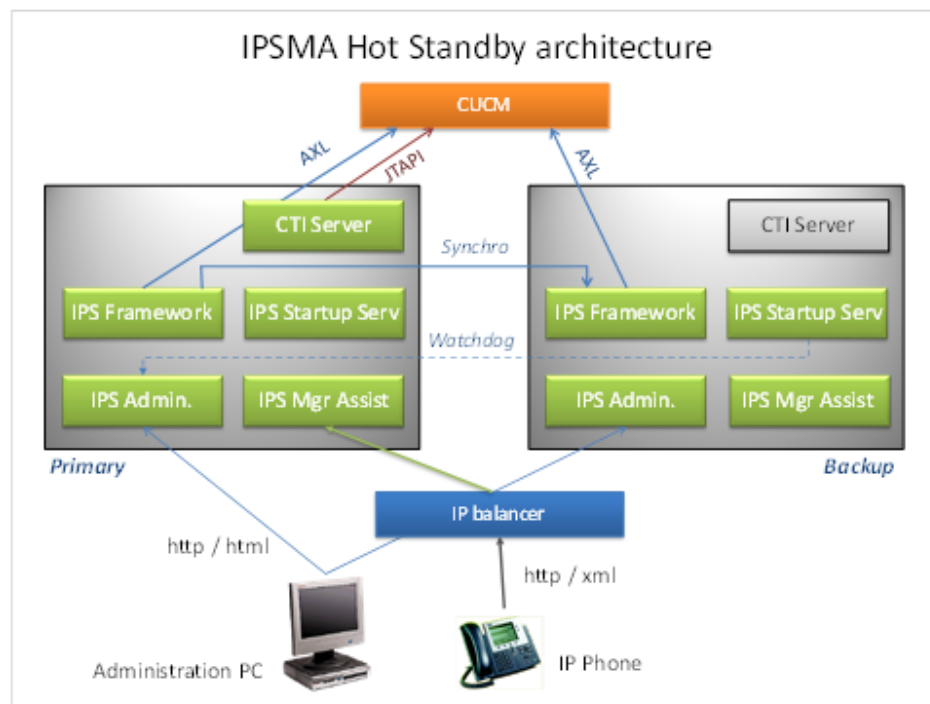 IPSMA Hot Standby architecture
CUCM
AXL
JTAPI
AXL
CTI Server
CTI Server
Synchro
IPS Framework
IPS Startup Serv
IPS Framework
IPS Startup Serv
Watchdog
IPS Admin.
IPS Mgr Assist
IPS Admin.
IPS Mgr Assist
Primary
Backup
IP balancer
http / html
http / xml
Administration PC
IP Phone